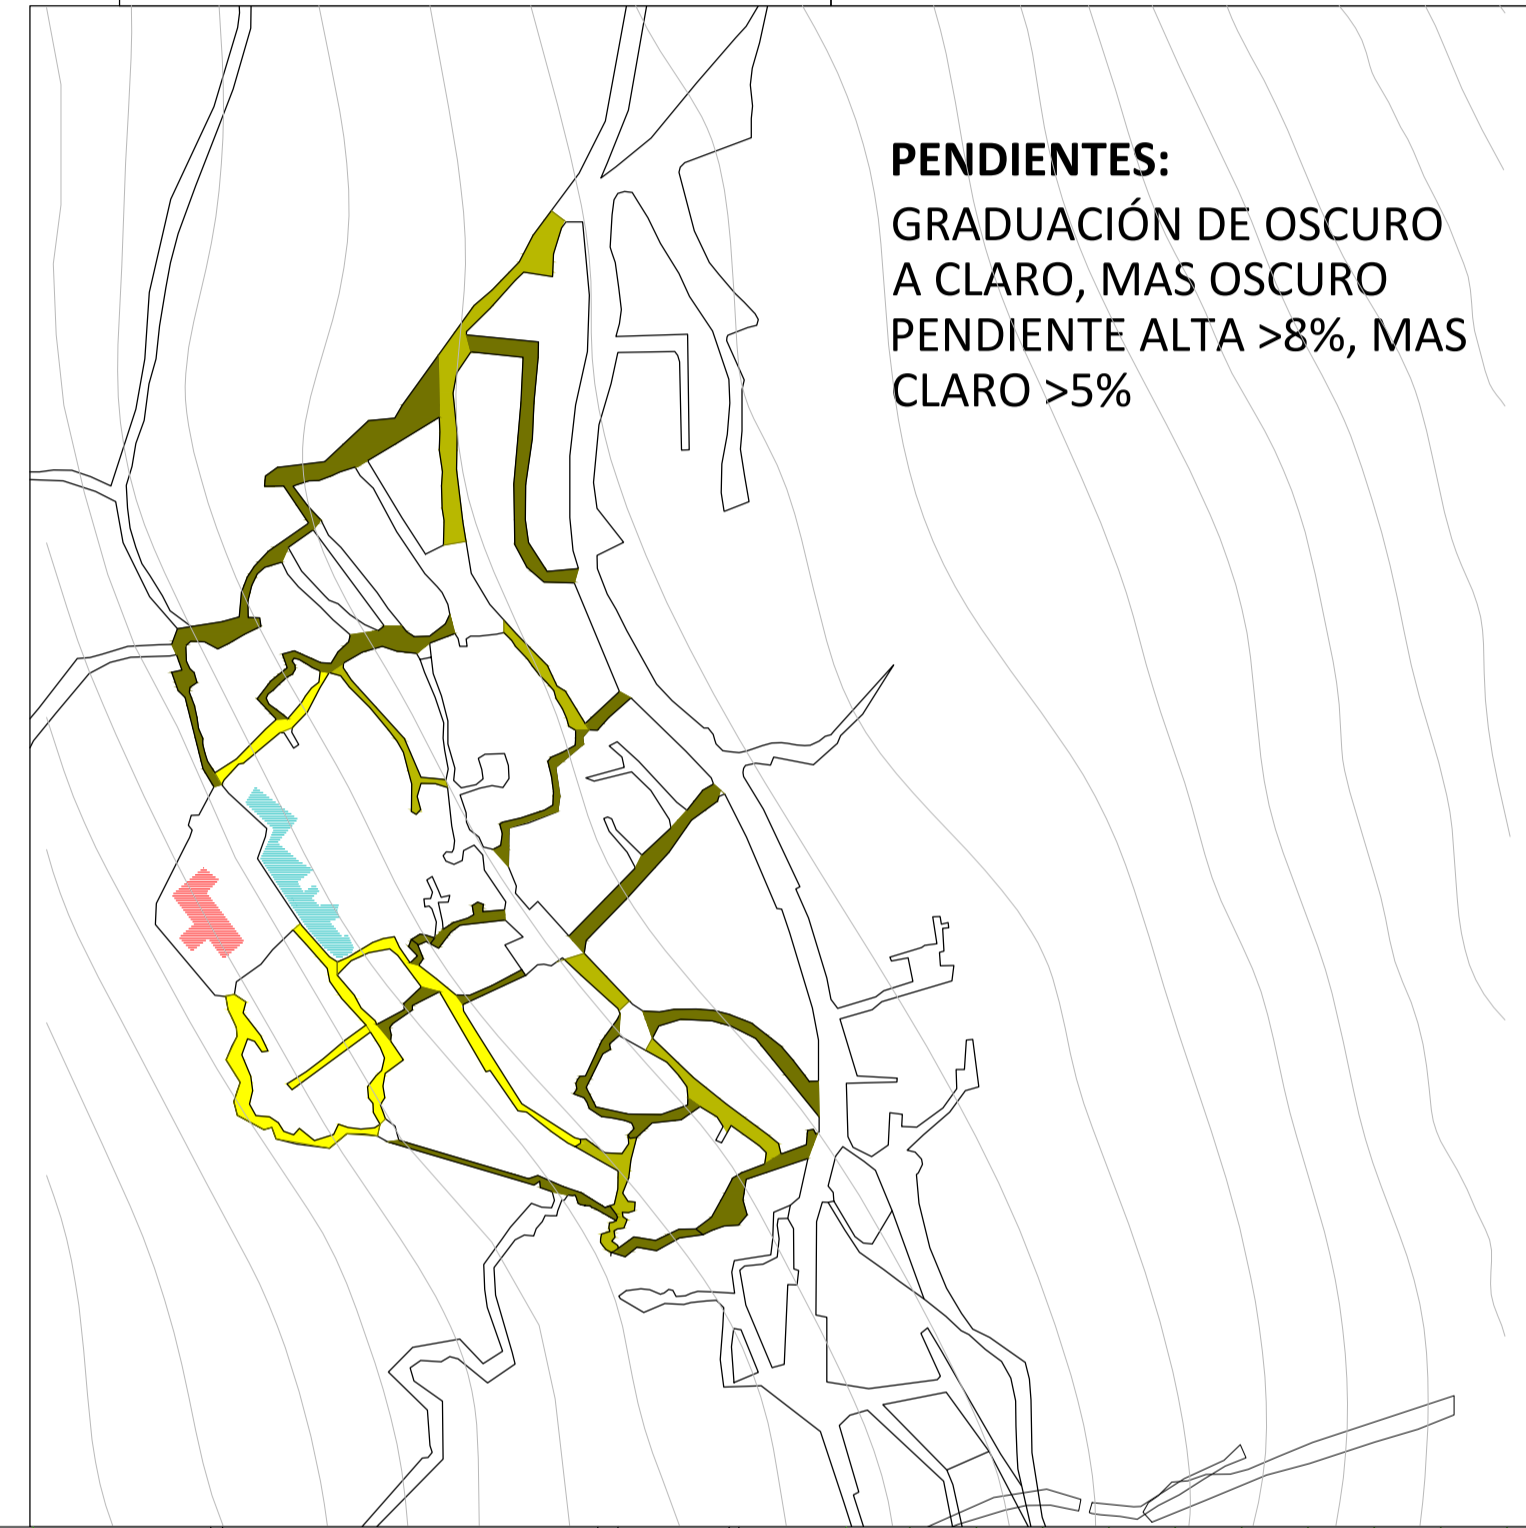 PENDIENTES:
GRADUACIÓN DE OSCURO
A CLARO, MAS OSCURO
PENDIENTE ALTA >8%, MAS
CLARO >5%